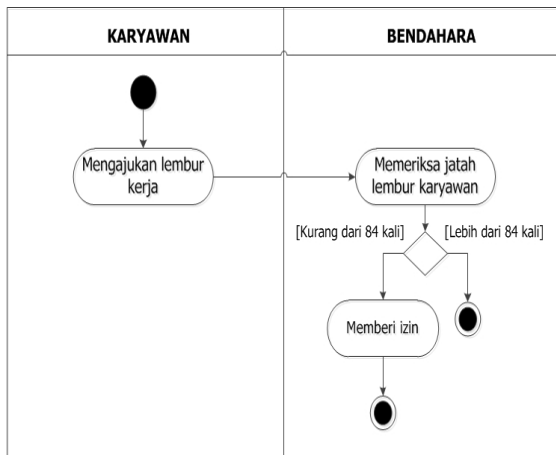 KARYAWAN
BENDAHARA
Mengajukan lembur
kerja
Memeriksa jatah
lembur karyawan
[Kurang dari 84 kali]
[Lebih dari 84 kali]
Memberi izin